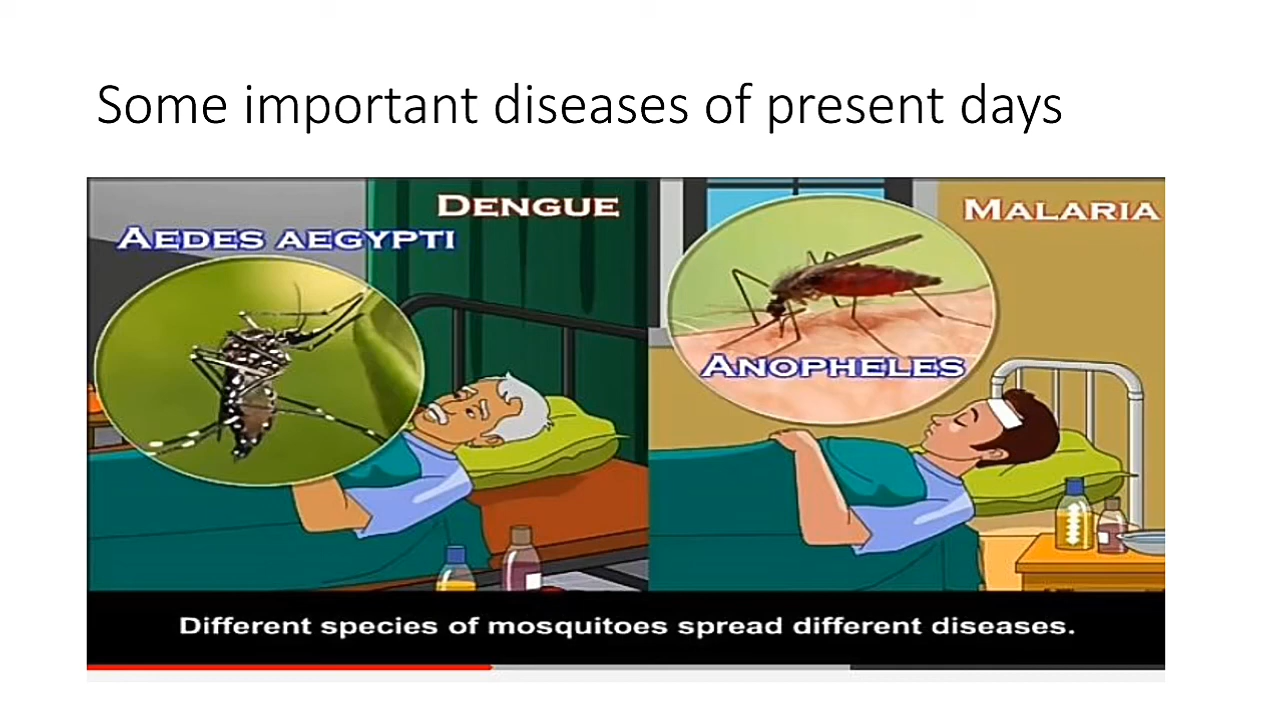 Some important diseases of present days
DENGUE
AEDES AEGYPTI
MALARIA
ANOPHELES
Different species of mosquitoes spread different diseases.